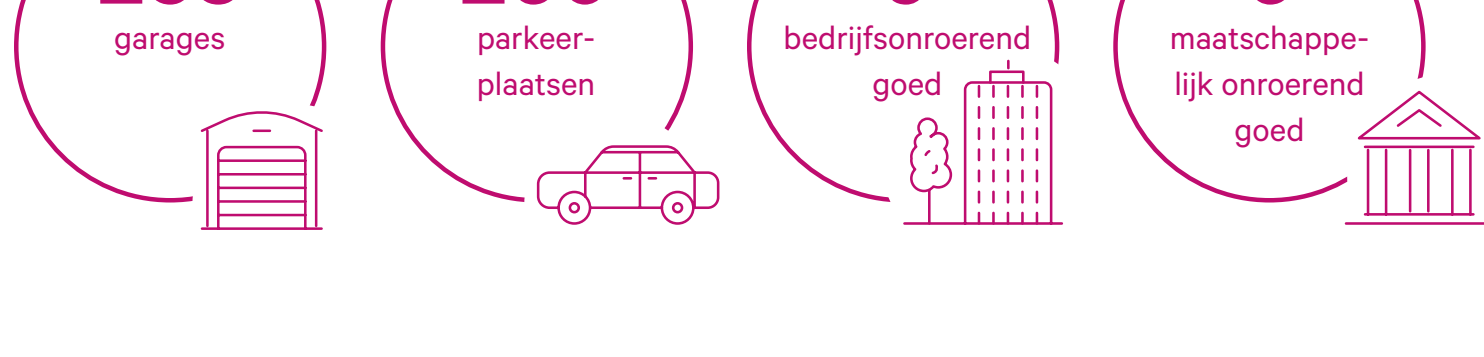 garages
parkeer-
plaatsen
bedrijfsonroerend
goed
maatschappe-
lijk onroerend
goed